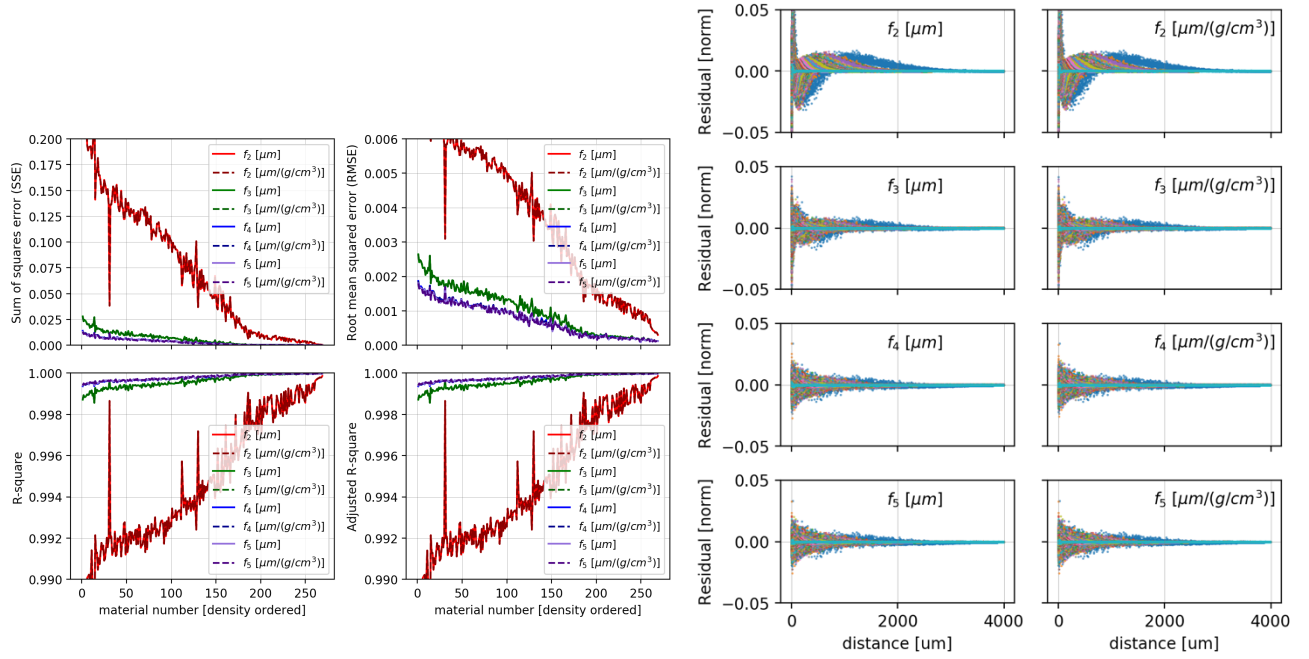 Sum of squares error (SSE)
0.200
0.175
0.150
0.125
0.100
0.075
0.050
0.025
0.000
f2 [μm]
f2 [μm/(g/cm³)]
f3 [μm]
f3 [μm/(g/cm³)]
f4 [μm]
f4 [μm/(g/cm³)]
f5 [μm]
f5 [μm/(g/cm³)]
Root mean squared error (RMSE)
0.006
0.005
0.004
0.003
0.002
0.001
0.000
f2 [μm]
f2 [μm/(g/cm³)]
f3 [μm]
f3 [μm/(g/cm³)]
f4 [μm]
f4 [μm/(g/cm³)]
f5 [μm]
f5 [μm/(g/cm³)]
R-square
1.000
0.998
0.996
0.994
0.992
0.990
f2 [μm]
f2 [μm/(g/cm³)]
f3 [μm]
f3 [μm/(g/cm³)]
f4 [μm]
f4 [μm/(g/cm³)]
f5 [μm]
f5 [μm/(g/cm³)]
0 50 100 150 200 250
material number [density ordered]
Adjusted R-square
1.000
0.998
0.996
0.994
0.992
0.990
f2 [μm]
f2 [μm/(g/cm³)]
f3 [μm]
f3 [μm/(g/cm³)]
f4 [μm]
f4 [μm/(g/cm³)]
f5 [μm]
f5 [μm/(g/cm³)]
0 50 100 150 200 250
material number [density ordered]
Residual [norm]
0.05
0.00
−0.05
f2 [μm]
f2 [μm/(g/cm³)]
Residual [norm]
0.05
0.00
−0.05
f3 [μm]
f3 [μm/(g/cm³)]
Residual [norm]
0.05
0.00
−0.05
f4 [μm]
f4 [μm/(g/cm³)]
Residual [norm]
0.05
0.00
−0.05
f5 [μm]
f5 [μm/(g/cm³)]
0 2000 4000
distance [um]
0 2000 4000
distance [um]